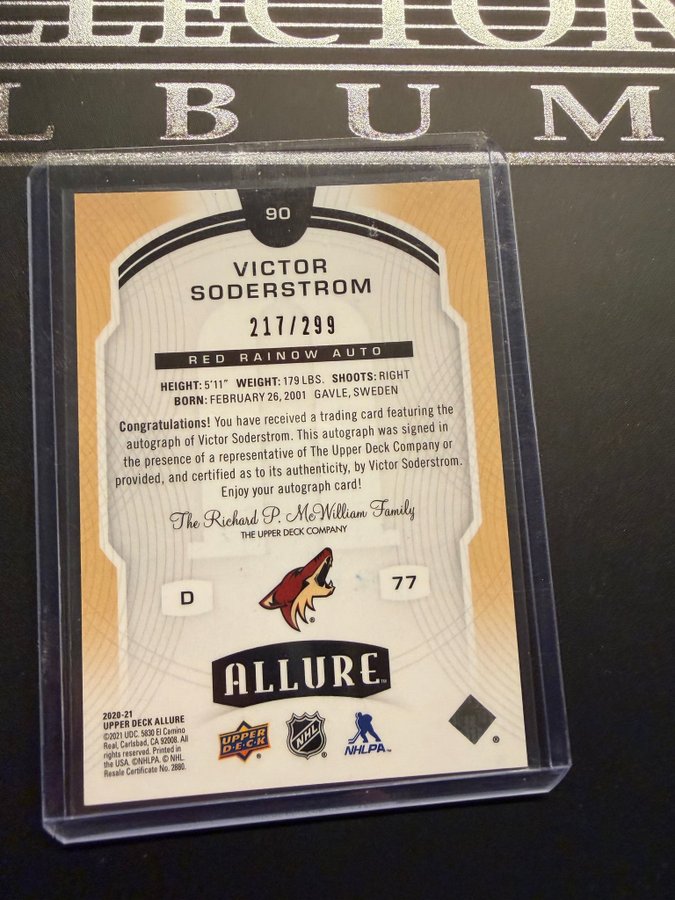 LLECTOR
LBUM
90
VICTOR
SODERSTROM
217/299
RED RAINOW AUTO
HEIGHT: 5'11" WEIGHT: 179 LBS. SHOOTS: RIGHT
BORN: FEBRUARY 26, 2001 GAVLE, SWEDEN
Congratulations! You have received a trading card featuring the
autograph of Victor Soderstrom. This autograph was signed in
the presence of a representative of The Upper Deck Company or
provided, and certified as to its authenticity, by Victor Soderstrom.
Enjoy your autograph card!
The Richard P. McWilliam Family
THE UPPER DECK COMPANY
D
77
®
ALLURE™
2020-21
UPPER DECK ALLURE
©2021 UDC. 5830 El Camino
Real, Carlsbad, CA 92008. All
rights reserved. Printed in
the USA. ©NHLPA. © NHL.
Resale Certificate No. 2880.
UPPER
D·E·C·K
®
NHL
®
NHLPA™
®